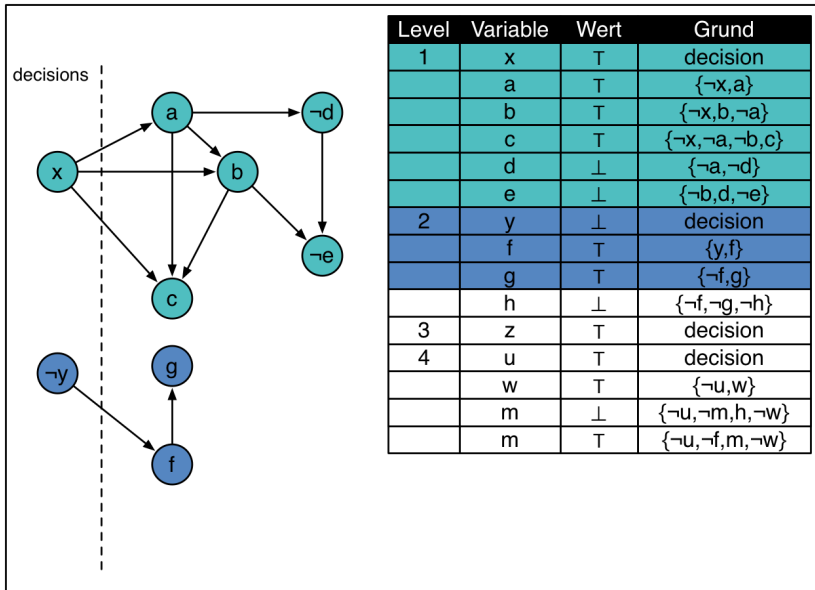 decisions
x
a
¬d
b
¬e
c
¬y
g
f
Level Variable Wert Grund
1 x ⊤ decision
a ⊤ {¬x,a}
b ⊤ {¬x,b,¬a}
c ⊤ {¬x,¬a,¬b,c}
d ⊥ {¬a,¬d}
e ⊥ {¬b,d,¬e}
2 y ⊥ decision
f ⊤ {y,f}
g ⊤ {¬f,g}
h ⊥ {¬f,¬g,¬h}
3 z ⊤ decision
4 u ⊤ decision
w ⊤ {¬u,w}
m ⊥ {¬u,¬m,h,¬w}
m ⊤ {¬u,¬f,m,¬w}